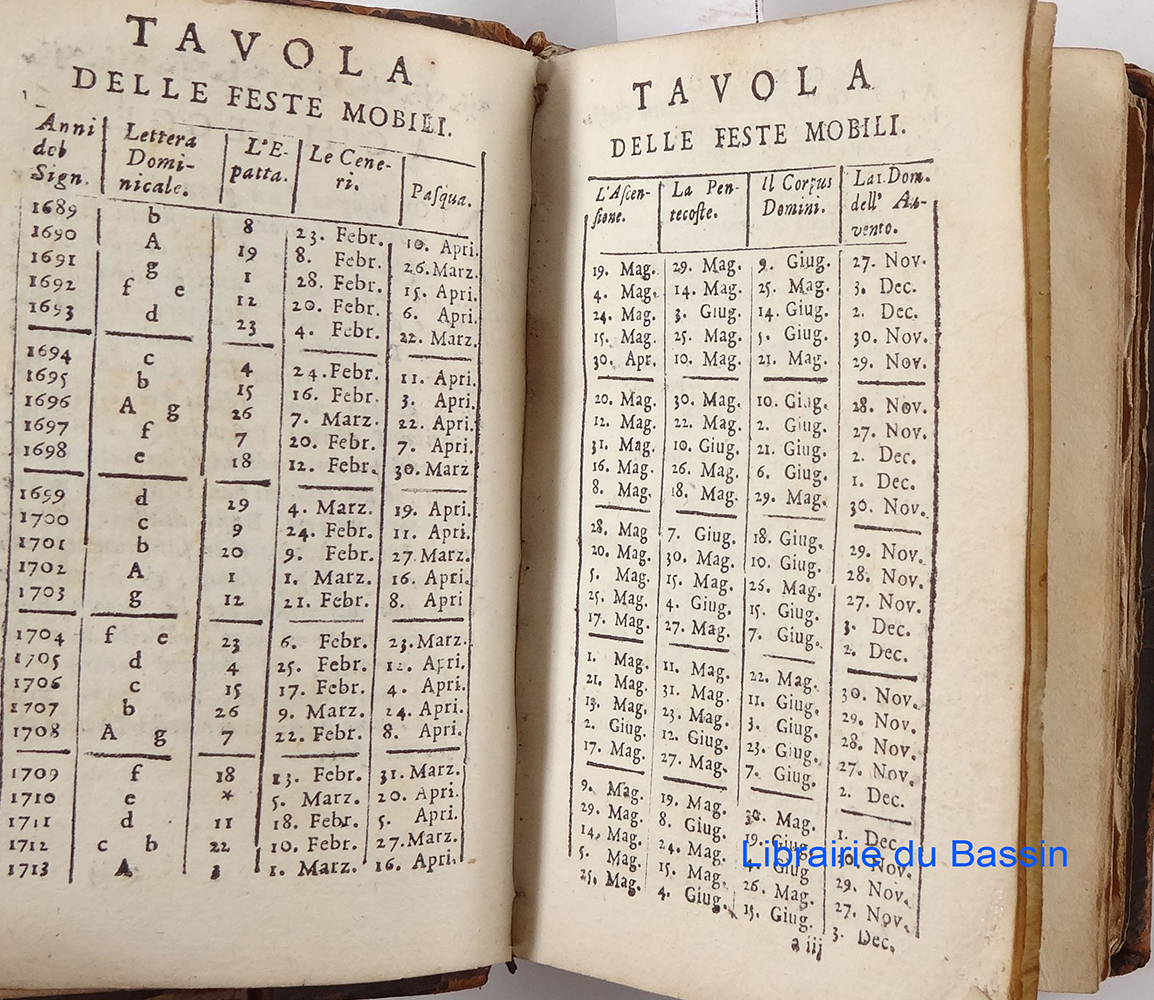 TAVOLA
DELLE FESTE MOBILI.
Anni del Sign. Lettera Domi- nicale. L'E- patta. Le Cene- ri. Pasqua.
1689 b 8 23. Febr. 10. Apri.
1690 A 19 8. Febr. 26. Marz.
1691 g 1 28. Febr. 15. Apri.
1692 f e 12 20. Febr. 6. Apri.
1693 d 23 4. Febr. 22. Marz.
1694 c 4 24. Febr. 11. Apri.
1695 b 15 16. Febr. 3. Apri.
1696 A g 26 7. Marz. 22. Apri.
1697 f 7 20. Febr. 7. Apri.
1698 e 18 12. Febr. 30. Marz
1699 d 29 4. Marz. 19. Apri.
1700 c 9 24. Febr. 11. Apri.
1701 b 20 9. Febr. 27. Marz.
1702 A 1 1. Marz. 16. Apri.
1703 g 12 21. Febr. 8. Apri
1704 f e 23 6. Febr. 23. Marz.
1705 d 4 25. Febr. 12. Apri.
1706 c 15 17. Febr. 4. Apri.
1707 b 26 9. Marz. 24. Apri.
1708 A g 7 22. Febr. 8. Apri.
1709 f 18 13. Febr. 31. Marz.
1710 e * 5. Marz. 20. Apri.
1711 d 11 18. Febr. 5. Apri.
1712 c b 22 10. Febr. 27. Marz.
1713 A 3 1. Marz. 16. Apri.
TAVOLA
DELLE FESTE MOBILI.
L'Ascen- sione. La Pen- tecoste. Il Corpus Domini. La 1. Dom. dell' Au- vento.
19. Mag. 29. Mag. 9. Giug. 27. Nov.
4. Mag. 14. Mag. 25. Mag. 3. Dec.
24. Mag. 3. Giug. 14. Giug. 2. Dec.
15. Mag. 25. Mag. 5. Giug. 30. Nov.
30. Apr. 10. Mag. 21. Mag. 29. Nov.
20. Mag. 30. Mag. 10. Giug. 28. Nov.
12. Mag. 22. Mag. 2. Giug. 27. Nov.
31. Mag. 10. Giug. 21. Giug. 2. Dec.
16. Mag. 26. Mag. 6. Giug. 1. Dec.
8. Mag. 18. Mag. 29. Mag. 30. Nov.
28. Mag 7. Giug. 18. Giug. 29. Nov.
20. Mag. 30. Mag. 10. Giug. 28. Nov.
5. Mag. 15. Mag. 26. Mag. 27. Nov.
25. Mag. 4. Giug. 15. Giug. 3. Dec.
17. Mag. 27. Mag. 7. Giug. 2. Dec.
1. Mag. 11. Mag. 22. Mag. 30. Nov.
21. Mag. 31. Mag. 11. Giug. 29. Nov.
13. Mag. 23. Mag. 3. Giug. 28. Nov.
2. Giug. 12. Giug. 23. Giug. 27. Nov.
17. Mag. 27. Mag. 7. Giug. 2. Dec.
9. Mag. 19. Mag. 30. Mag. 1. Dec.
29. Mag. 8. Giug. 19. Giug. 30. Nov.
14. Mag. 24. Mag. 4. Giug 29. Nov.
5. Mag. 15. Mag. 26. Mag. 27. Nov.
25. Mag. 4. Giug. 15. Giug. 3. Dec.
a iij
Librairie du Bassin